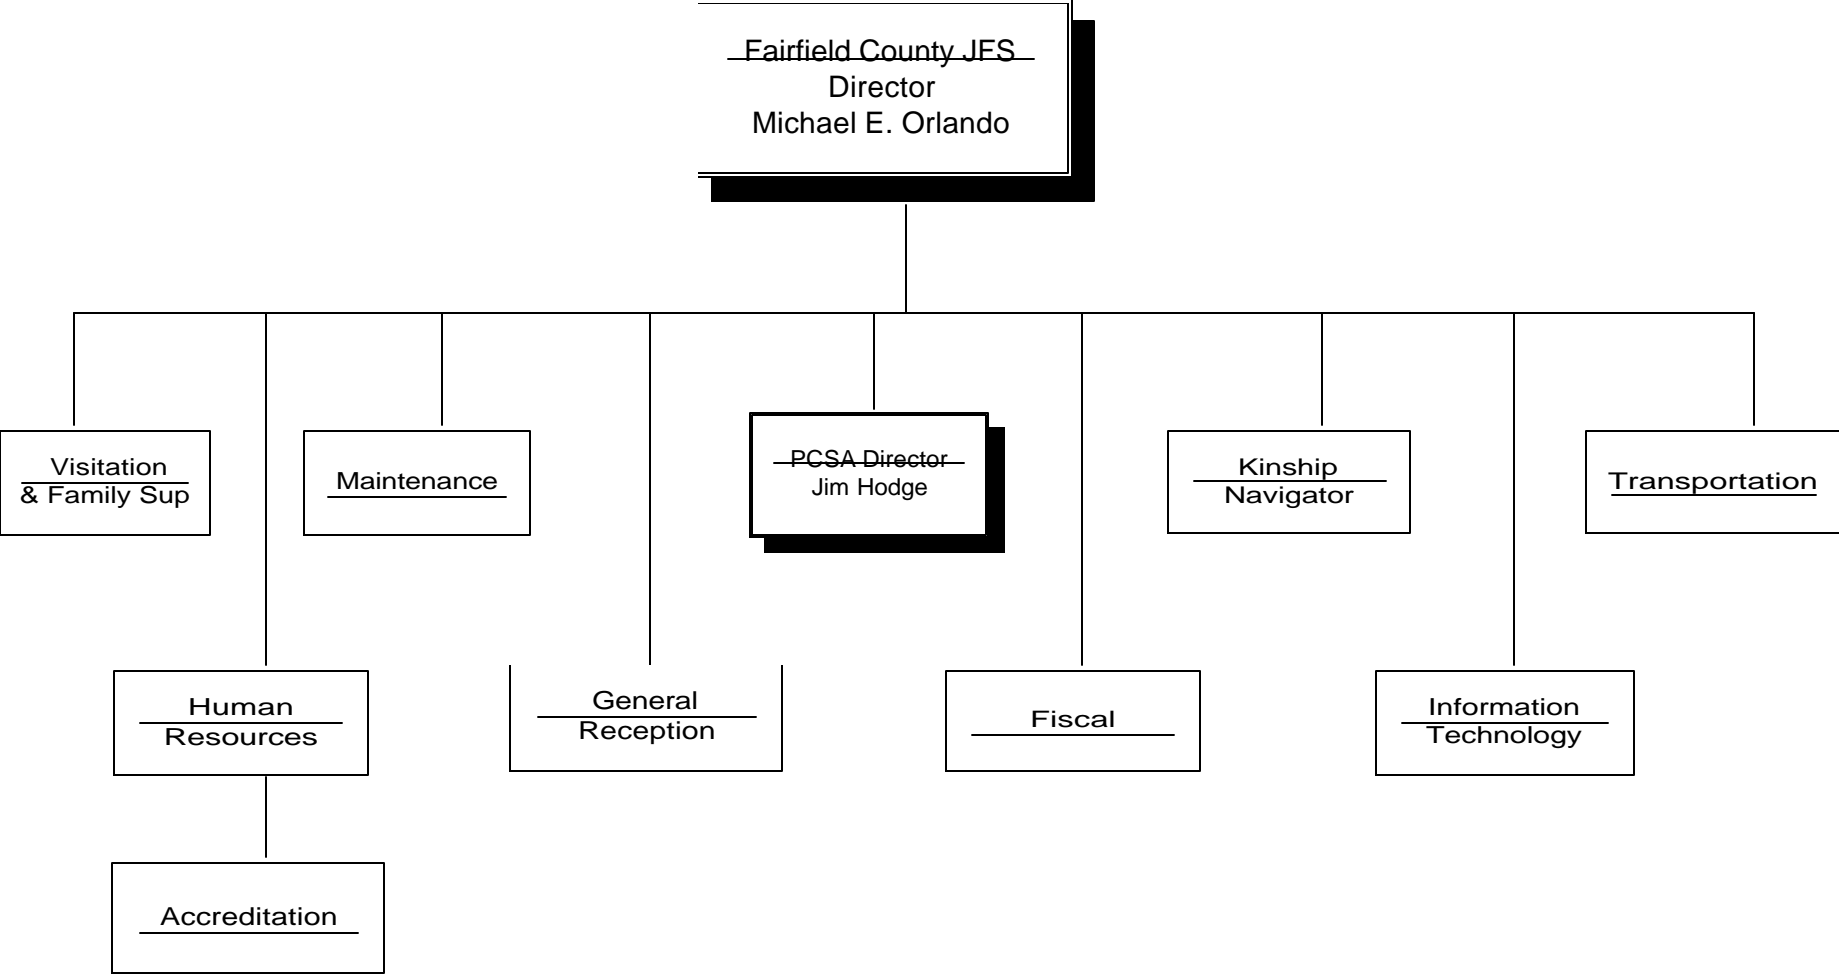 Fairfield County JFS
Director
Michael E. Orlando
Visitation
& Family Sup
Maintenance
PCSA Director
Jim Hodge
Kinship
Navigator
Transportation
Human
Resources
General
Reception
Fiscal
Information
Technology
Accreditation